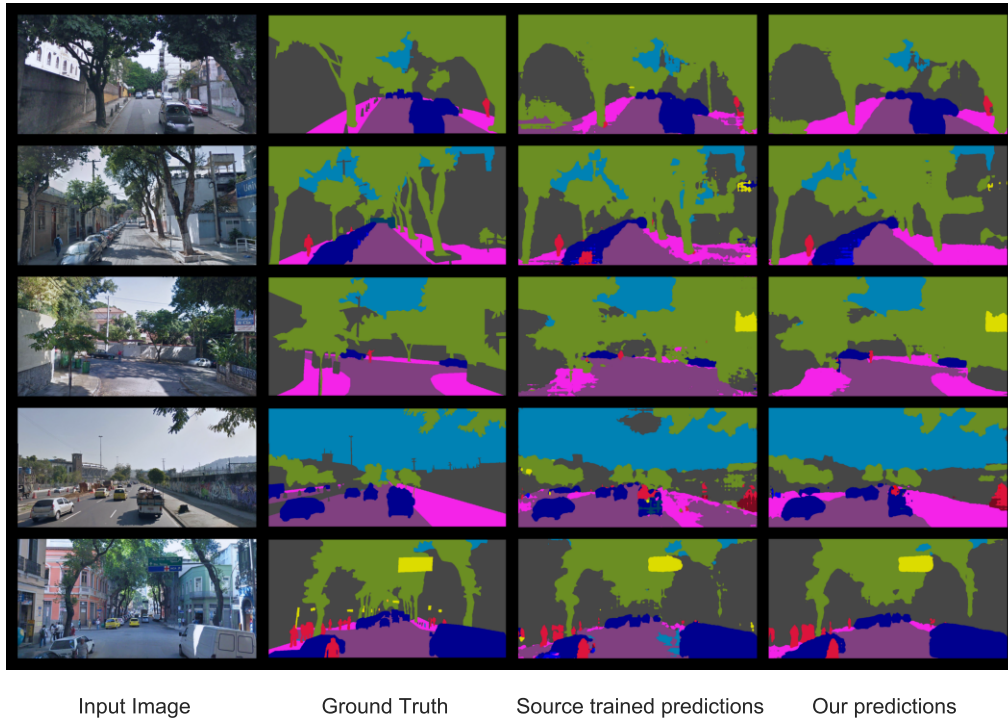 Input Image
Ground Truth
Source trained predictions
Our predictions